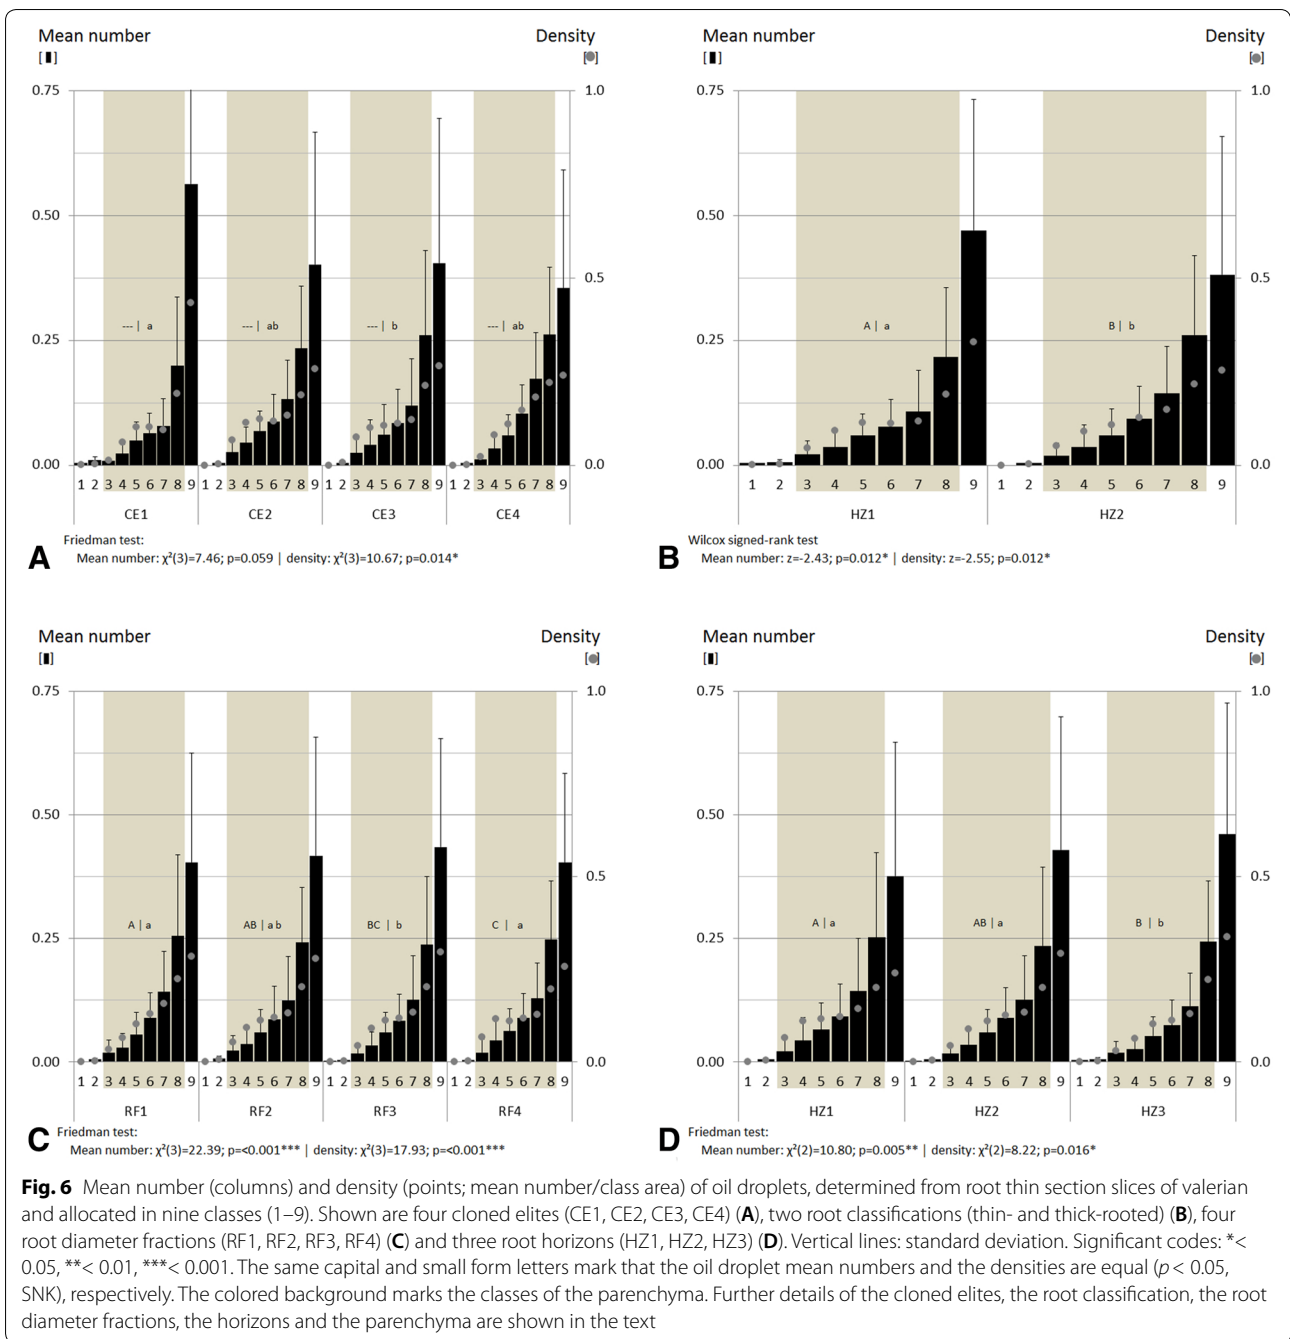 Mean number Density
[▮] [●]
0.75 1.0
0.50
0.5
--- | a --- | ab --- | b --- | ab
0.25
0.00 0.0
1 2 3 4 5 6 7 8 9 1 2 3 4 5 6 7 8 9 1 2 3 4 5 6 7 8 9 1 2 3 4 5 6 7 8 9
CE1 CE2 CE3 CE4
A Friedman test:
Mean number: χ²(3)=7.46; p=0.059 | density: χ²(3)=10.67; p=0.014*
Mean number Density
[▮] [●]
0.75 1.0
0.50
0.5
A | a B | b
0.25
0.00 0.0
1 2 3 4 5 6 7 8 9 1 2 3 4 5 6 7 8 9
HZ1 HZ2
B Wilcox signed-rank test
Mean number: z=-2.43; p=0.012* | density: z=-2.55; p=0.012*
Mean number Density
[▮] [●]
0.75 1.0
0.50
0.5
A | a AB | a b BC | b C | a
0.25
0.00 0.0
1 2 3 4 5 6 7 8 9 1 2 3 4 5 6 7 8 9 1 2 3 4 5 6 7 8 9 1 2 3 4 5 6 7 8 9
RF1 RF2 RF3 RF4
C Friedman test:
Mean number: χ²(3)=22.39; p=<0.001*** | density: χ²(3)=17.93; p=<0.001***
Mean number Density
[▮] [●]
0.75 1.0
0.50
0.5
A | a AB | a B | b
0.25
0.00 0.0
1 2 3 4 5 6 7 8 9 1 2 3 4 5 6 7 8 9 1 2 3 4 5 6 7 8 9
HZ1 HZ2 HZ3
D Friedman test:
Mean number: χ²(2)=10.80; p=0.005** | density: χ²(2)=8.22; p=0.016*
Fig. 6 Mean number (columns) and density (points; mean number/class area) of oil droplets, determined from root thin section slices of valerian
and allocated in nine classes (1–9). Shown are four cloned elites (CE1, CE2, CE3, CE4) (A), two root classifications (thin- and thick-rooted) (B), four
root diameter fractions (RF1, RF2, RF3, RF4) (C) and three root horizons (HZ1, HZ2, HZ3) (D). Vertical lines: standard deviation. Significant codes: *<
0.05, **< 0.01, ***< 0.001. The same capital and small form letters mark that the oil droplet mean numbers and the densities are equal (p < 0.05,
SNK), respectively. The colored background marks the classes of the parenchyma. Further details of the cloned elites, the root classification, the root
diameter fractions, the horizons and the parenchyma are shown in the text